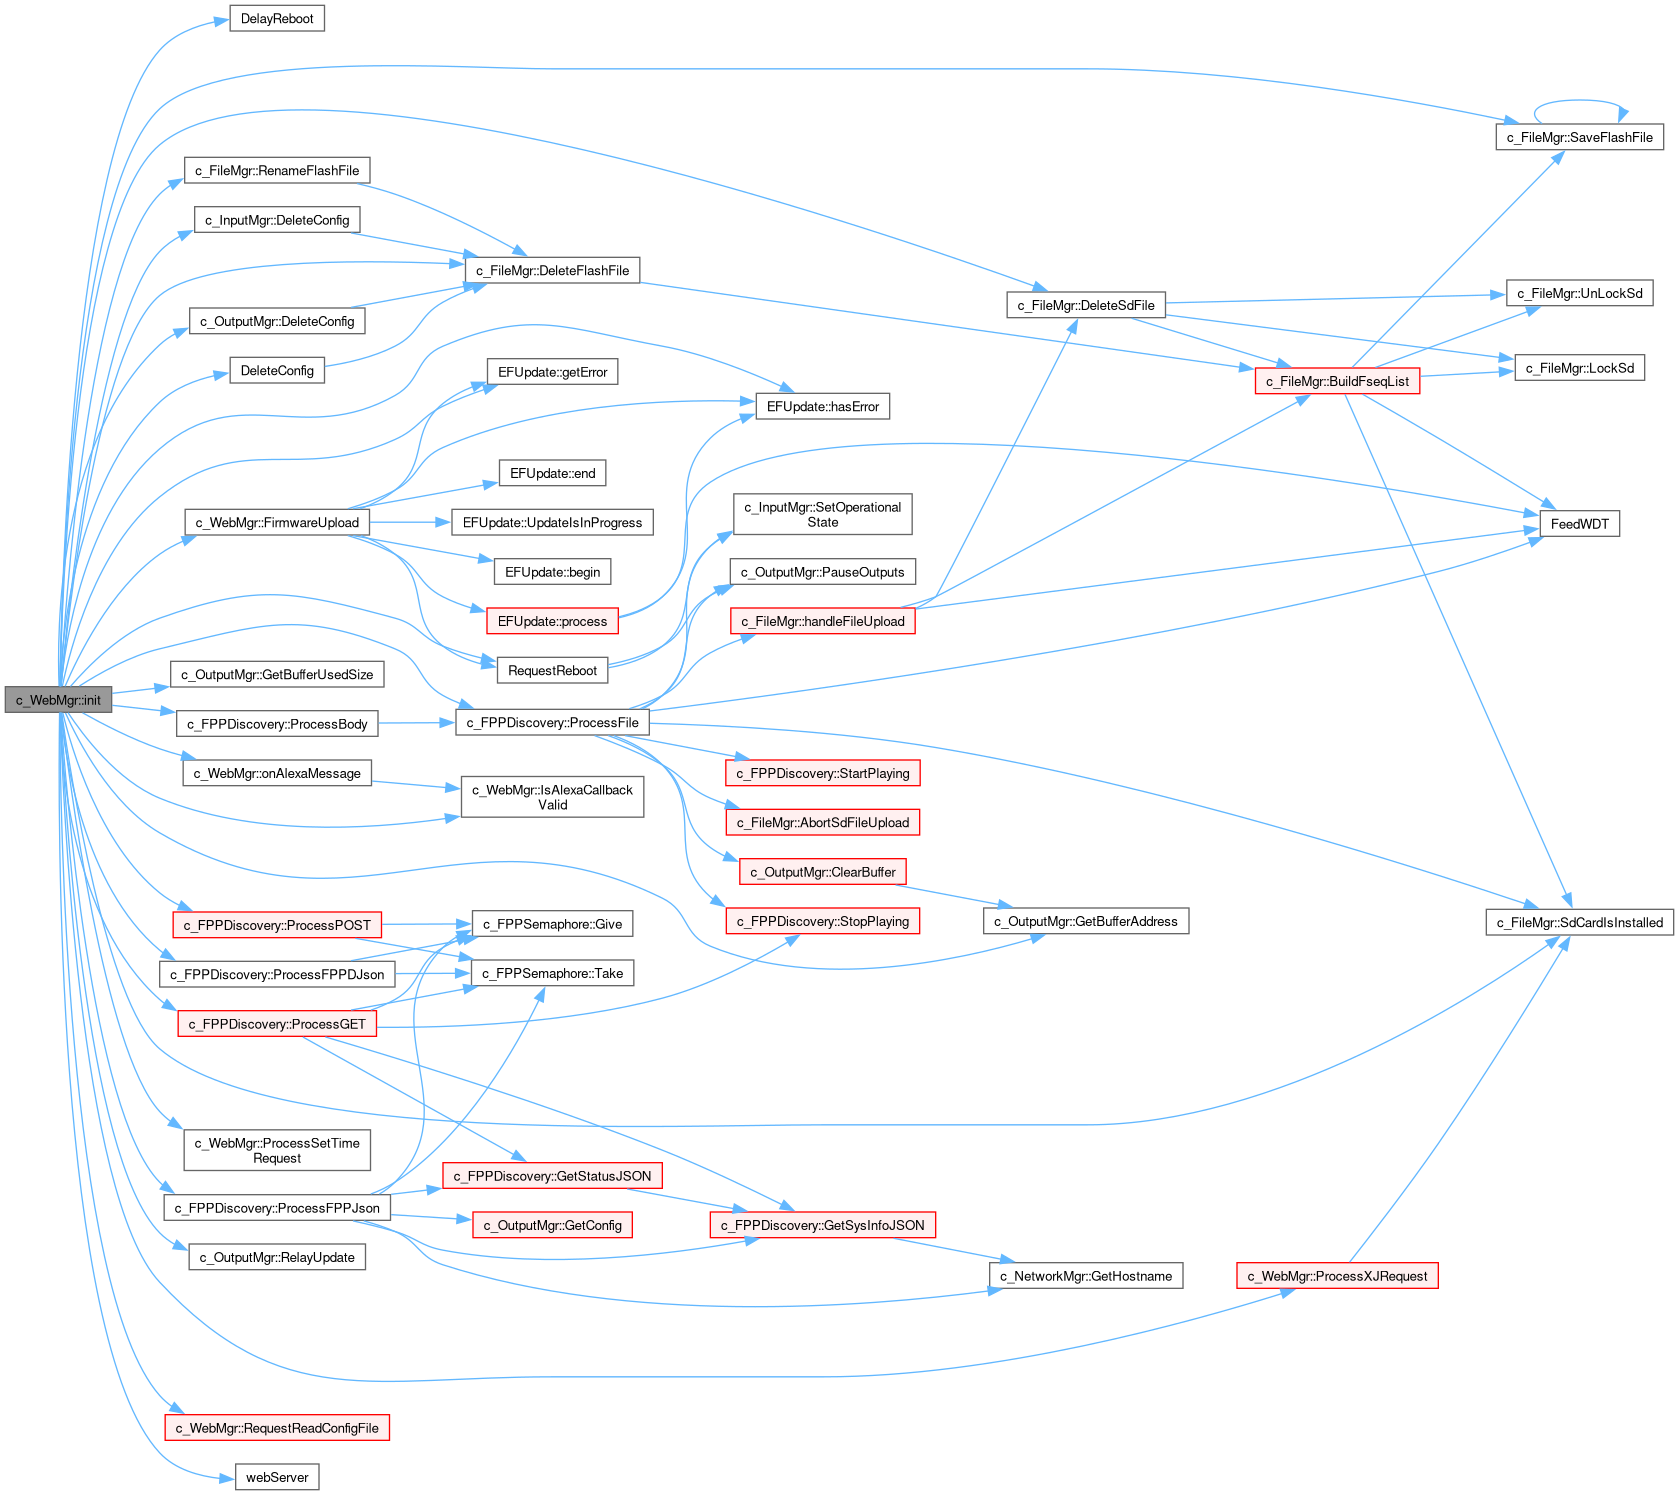 DelayReboot
c_FileMgr::SaveFlashFile
c_FileMgr::RenameFlashFile
c_InputMgr::DeleteConfig
c_FileMgr::DeleteFlashFile
c_FileMgr::DeleteSdFile
c_FileMgr::UnLockSd
c_OutputMgr::DeleteConfig
DeleteConfig
EFUpdate::getError
c_FileMgr::BuildFseqList
c_FileMgr::LockSd
EFUpdate::hasError
EFUpdate::end
c_WebMgr::FirmwareUpload
EFUpdate::UpdateIsInProgress
c_InputMgr::SetOperational
State
FeedWDT
EFUpdate::begin
c_OutputMgr::PauseOutputs
EFUpdate::process
c_FileMgr::handleFileUpload
RequestReboot
c_OutputMgr::GetBufferUsedSize
c_WebMgr::init
c_FPPDiscovery::ProcessBody
c_FPPDiscovery::ProcessFile
c_WebMgr::onAlexaMessage
c_FPPDiscovery::StartPlaying
c_WebMgr::IsAlexaCallback
Valid
c_FileMgr::AbortSdFileUpload
c_OutputMgr::ClearBuffer
c_FPPDiscovery::ProcessPOST
c_FPPSemaphore::Give
c_FPPDiscovery::StopPlaying
c_OutputMgr::GetBufferAddress
c_FileMgr::SdCardIsInstalled
c_FPPDiscovery::ProcessFPPDJson
c_FPPSemaphore::Take
c_FPPDiscovery::ProcessGET
c_WebMgr::ProcessSetTime
Request
c_FPPDiscovery::GetStatusJSON
c_FPPDiscovery::ProcessFPPJson
c_OutputMgr::GetConfig
c_FPPDiscovery::GetSysInfoJSON
c_OutputMgr::RelayUpdate
c_NetworkMgr::GetHostname
c_WebMgr::ProcessXJRequest
c_WebMgr::RequestReadConfigFile
webServer